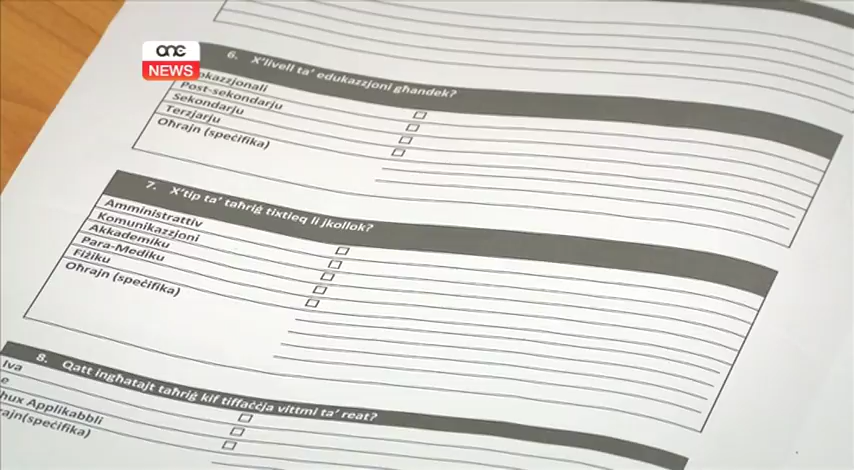 one
NEWS
6. X'livell ta' edukazzjoni għandek?
Post-sekondarju
Sekondarju
Terzjarju
Oħrajn (speċifika)
7. X'tip ta' taħriġ tixtieq li jkollok?
Amministrattiv
Komunikazzjoni
Akkademiku
Para-Mediku
Fiżiku
Oħrajn (speċifika)
8. Qatt ingħatajt taħriġ kif tiffaċċja vittmi ta' reat?
Iva
Applikabbli